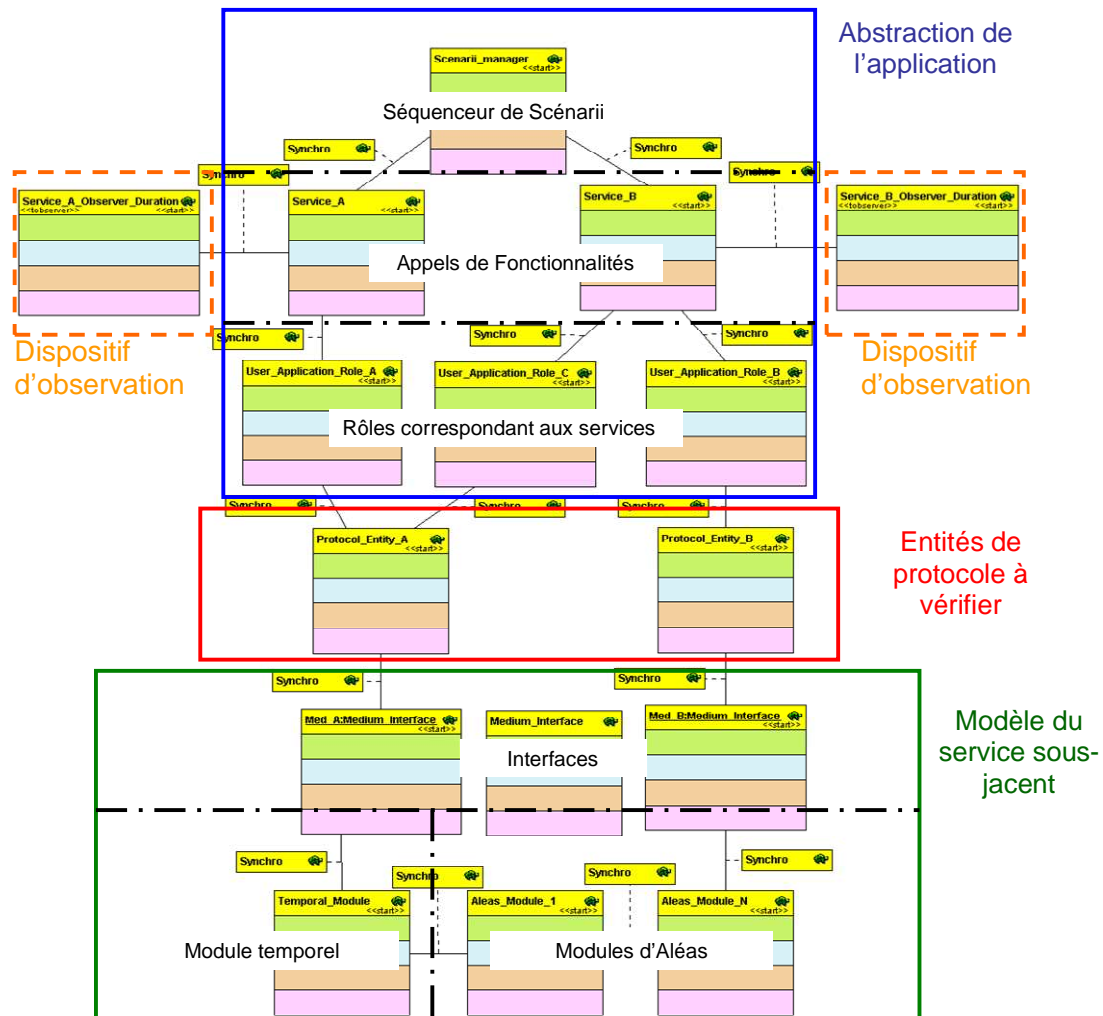 Abstraction de
l'application
Scenarii_manager
<<start>>
Séquenceur de Scénarii
Synchro
Synchro
Synchro
Synchro
Service_A_Observer_Duration
<<tobserver>> <<start>>
Service_A
<<start>>
Service_B
<<start>>
Service_B_Observer_Duration
<<tobserver>> <<start>>
Appels de Fonctionnalités
Synchro
Synchro
Synchro
Dispositif
d'observation
Dispositif
d'observation
User_Application_Role_A
<<start>>
User_Application_Role_C
<<start>>
User_Application_Role_B
<<start>>
Rôles correspondant aux services
Synchro
Synchro
Synchro
Protocol_Entity_A
<<start>>
Protocol_Entity_B
<<start>>
Entités de
protocole à
vérifier
Synchro
Synchro
Med_A:Medium_Interface
<<start>>
Medium_Interface
Med_B:Medium_Interface
<<start>>
Interfaces
Modèle du
service sous-
jacent
Synchro
Synchro
Synchro
Synchro
Temporal_Module
<<start>>
Aleas_Module_1
<<start>>
Aleas_Module_N
<<start>>
Module temporel
Modules d'Aléas